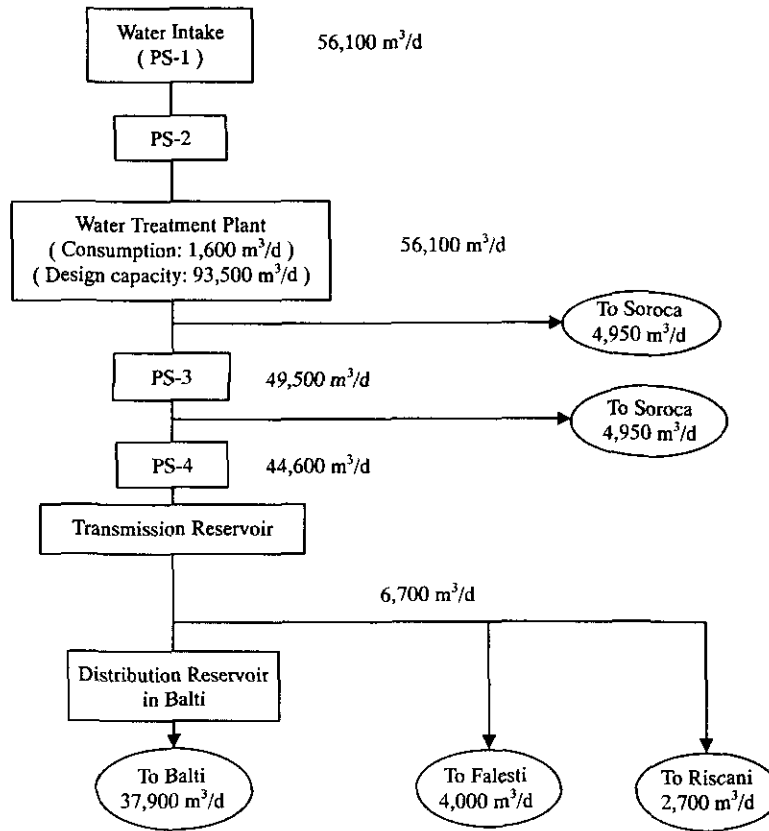 Water Intake
( PS-1 )
56,100 m³/d
PS-2
Water Treatment Plant
( Consumption: 1,600 m³/d )
( Design capacity: 93,500 m³/d )
56,100 m³/d
To Soroca
4,950 m³/d
PS-3
49,500 m³/d
To Soroca
4,950 m³/d
PS-4
44,600 m³/d
Transmission Reservoir
6,700 m³/d
Distribution Reservoir
in Balti
To Balti
37,900 m³/d
To Falesti
4,000 m³/d
To Riscani
2,700 m³/d